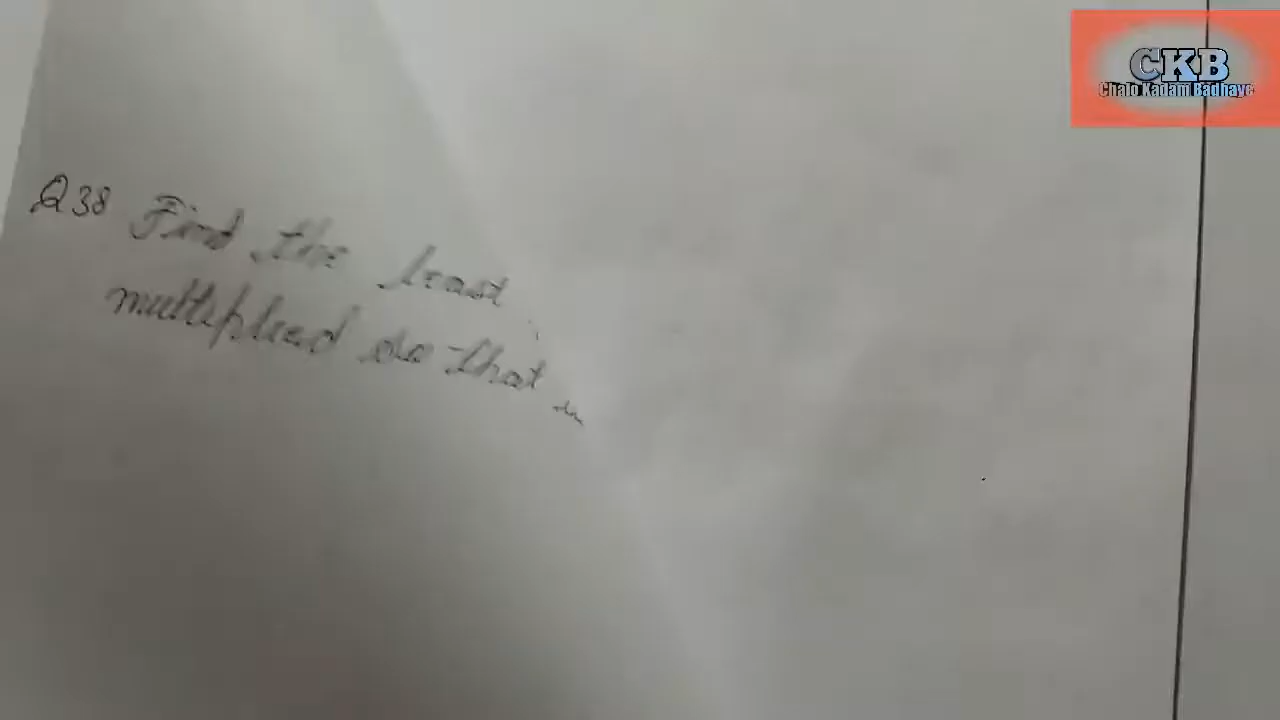 CKB
Chalo Kadam Badhaye
Q38 Find the least
multiplied so that